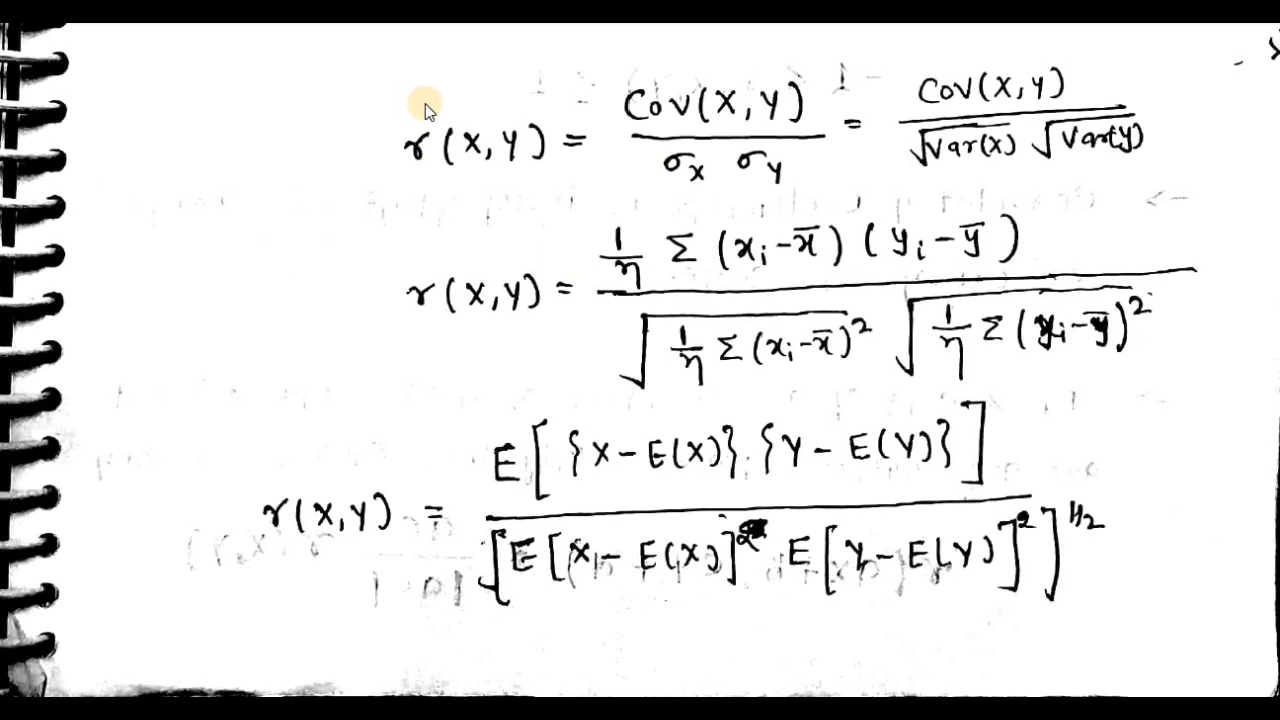 r(X,Y) = Cov(X,Y) / σX σY = Cov(X,Y) / √Var(X) √Var(Y)
r(X,Y) = 1/n Σ (xi - x̄) (yi - ȳ) / √1/n Σ (xi - x̄)² √1/n Σ (yi - ȳ)²
r(X,Y) = E[{X - E(X)} {Y - E(Y)}] / [E[X - E(X)]² E[Y - E(Y)]²]^1/2